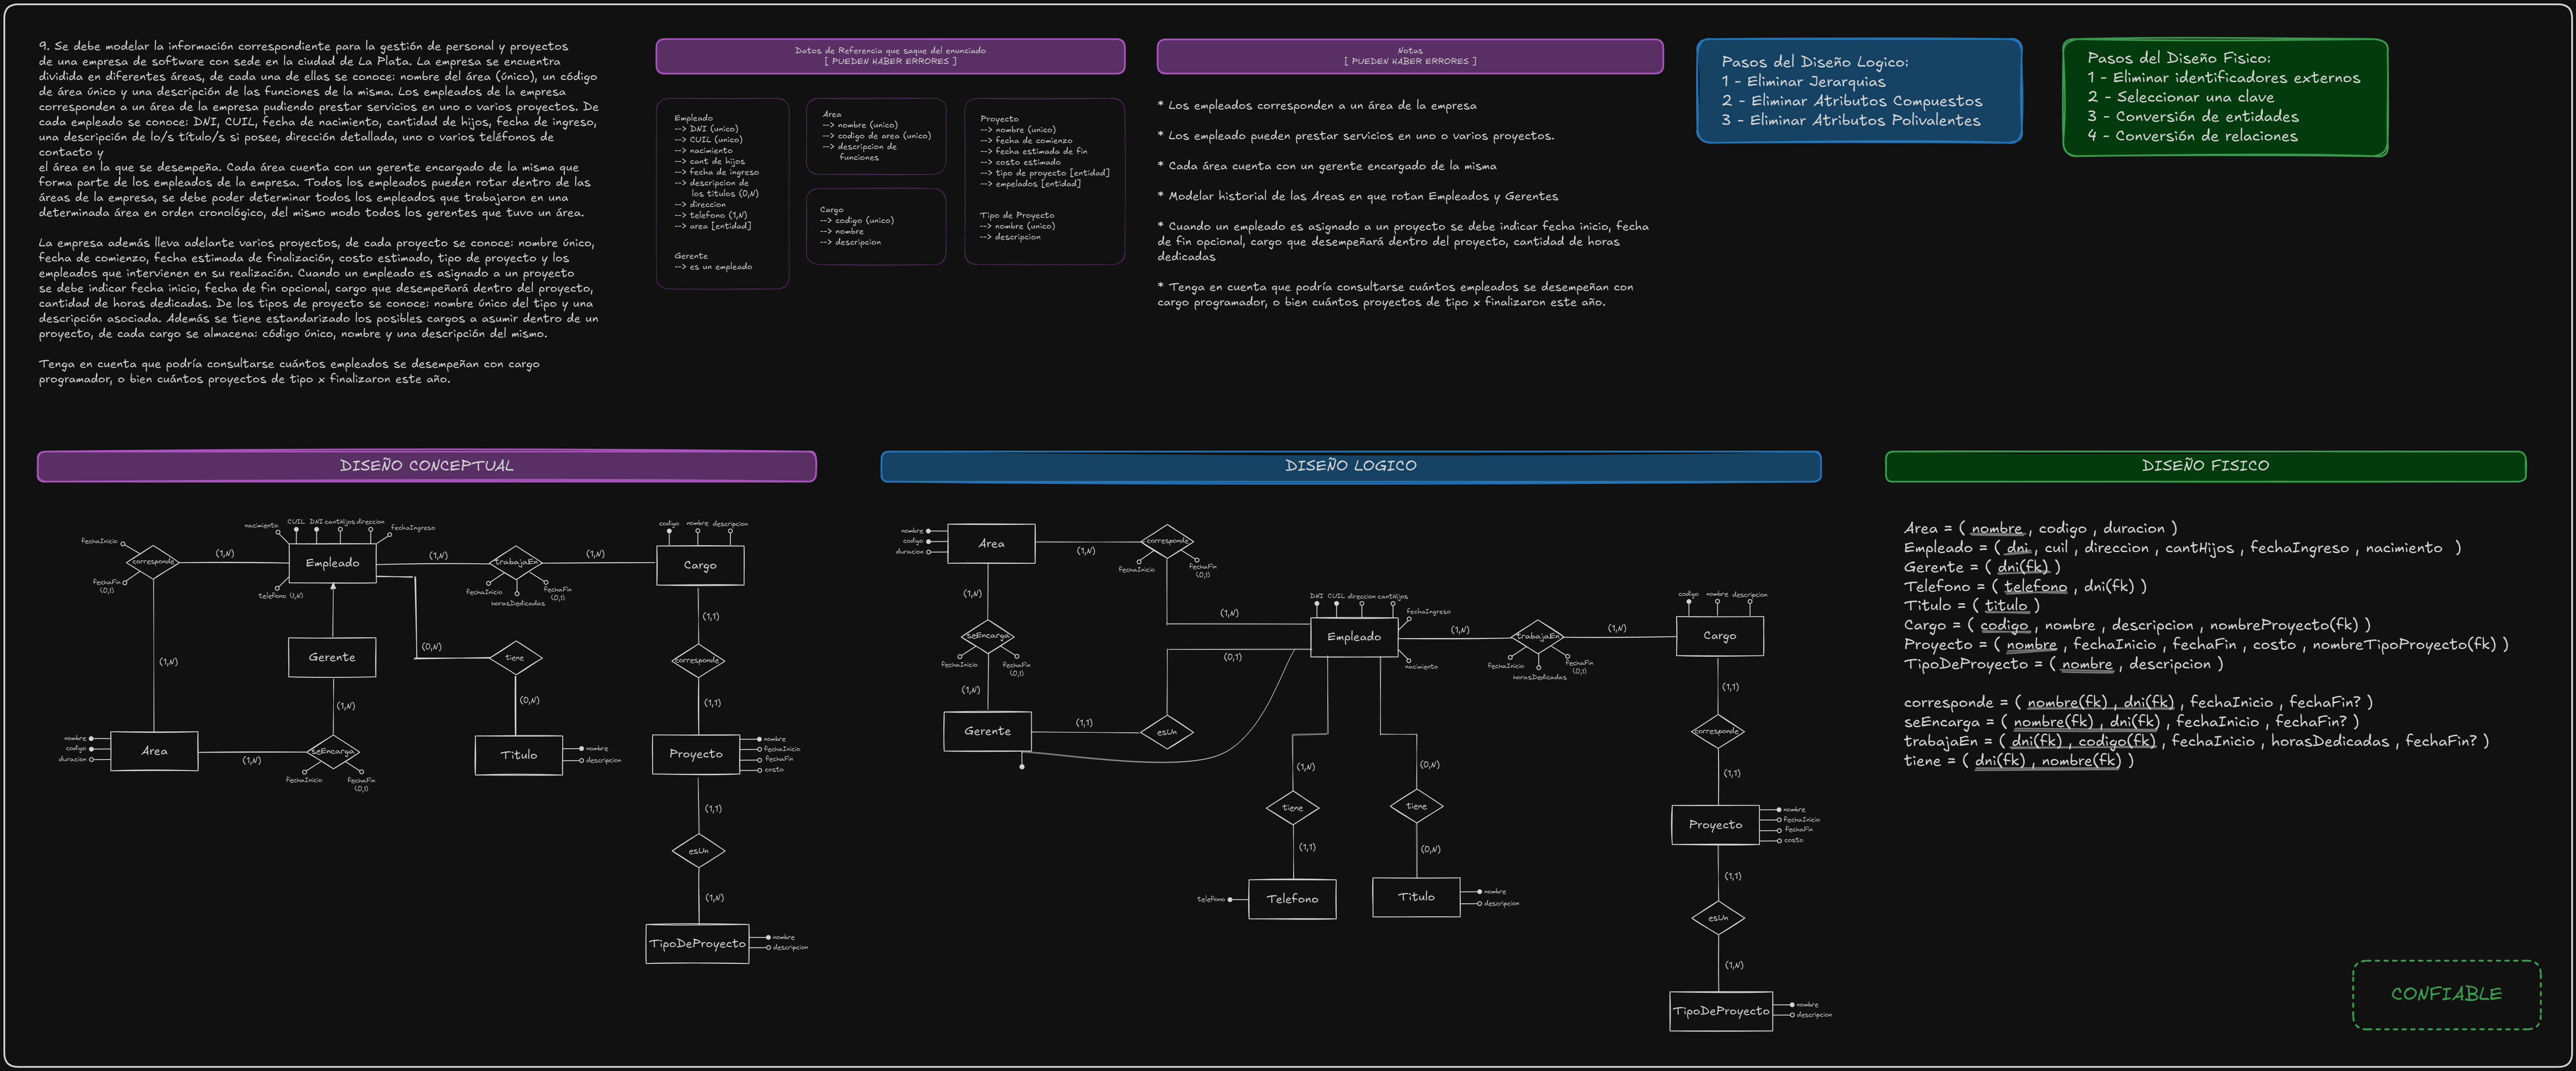 9. Se debe modelar la información correspondiente para la gestión de personal y proyectos
de una empresa de software con sede en la ciudad de La Plata. La empresa se encuentra
dividida en diferentes áreas, de cada una de ellas se conoce: nombre del área (único), un código
de área único y una descripción de las funciones de la misma. Los empleados de la empresa
corresponden a un área de la empresa pudiendo prestar servicios en uno o varios proyectos. De
cada empleado se conoce: DNI, CUIL, fecha de nacimiento, cantidad de hijos, fecha de ingreso,
una descripción de lo/s título/s si posee, dirección detallada, uno o varios teléfonos de
contacto y
el área en la que se desempeña. Cada área cuenta con un gerente encargado de la misma que
forma parte de los empleados de la empresa. Todos los empleados pueden rotar dentro de las
áreas de la empresa, se debe poder determinar todos los empleados que trabajaron en una
determinada área en orden cronológico, del mismo modo todos los gerentes que tuvo un área.
La empresa además lleva adelante varios proyectos, de cada proyecto se conoce: nombre único,
fecha de comienzo, fecha estimada de finalización, costo estimado, tipo de proyecto y los
empleados que intervienen en su realización. Cuando un empleado es asignado a un proyecto
se debe indicar fecha inicio, fecha de fin opcional, cargo que desempeñará dentro del proyecto,
cantidad de horas dedicadas. De los tipos de proyecto se conoce: nombre único del tipo y una
descripción asociada. Además se tiene estandarizado los posibles cargos a asumir dentro de un
proyecto, de cada cargo se almacena: código único, nombre y una descripción del mismo.
Tenga en cuenta que podría consultarse cuántos empleados se desempeñan con cargo
programador, o bien cuántos proyectos de tipo x finalizaron este año.
Datos de Referencia que saque del enunciado
[ PUEDEN HABER ERRORES ]
Empleado
--> DNI (unico)
--> CUIL (unico)
--> nacimiento
--> cant de hijos
--> fecha de ingreso
--> descripcion de
los titulos (0,N)
--> direccion
--> telefono (1,N)
--> area [entidad]
Gerente
--> es un empleado
Area
--> nombre (unico)
--> codigo de area (unico)
--> descripcion de
funciones
Cargo
--> codigo (unico)
--> nombre
--> descripcion
Proyecto
--> nombre (unico)
--> fecha de comienzo
--> fecha estimada de fin
--> costo estimado
--> tipo de proyecto [entidad]
--> empelados [entidad]
Tipo de Proyecto
--> nombre (unico)
--> descripcion
Notas
[ PUEDEN HABER ERRORES ]
* Los empleados corresponden a un área de la empresa
* Los empleado pueden prestar servicios en uno o varios proyectos.
* Cada área cuenta con un gerente encargado de la misma
* Modelar historial de las Areas en que rotan Empleados y Gerentes
* Cuando un empleado es asignado a un proyecto se debe indicar fecha inicio, fecha
de fin opcional, cargo que desempeñará dentro del proyecto, cantidad de horas
dedicadas
* Tenga en cuenta que podría consultarse cuántos empleados se desempeñan con
cargo programador, o bien cuántos proyectos de tipo x finalizaron este año.
Pasos del Diseño Logico:
1 - Eliminar Jerarquias
2 - Eliminar Atributos Compuestos
3 - Eliminar Atributos Polivalentes
Pasos del Diseño Fisico:
1 - Eliminar identificadores externos
2 - Seleccionar una clave
3 - Conversión de entidades
4 - Conversión de relaciones
DISEÑO CONCEPTUAL
nacimiento CUIL DNI cantHijos direccion fechaIngreso
Empleado
telefono (1,N)
fechaInicio
corresponde
fechaFin
(0,1)
(1,N)
(1,N)
(1,N)
trabajaEn
fechaInicio
horasDedicadas
fechaFin
(0,1)
(1,N)
codigo nombre descripcion
Cargo
Gerente
(0,N)
tiene
(0,N)
(1,1)
corresponde
(1,1)
(1,N)
nombre
codigo
duracion
Area
(1,N)
seEncarga
fechaInicio
fechaFin
(0,1)
Titulo
nombre
descripcion
Proyecto
nombre
fechaInicio
fechaFin
costo
(1,1)
esUn
(1,N)
TipoDeProyecto
nombre
descripcion
DISEÑO LOGICO
nombre
codigo
duracion
Area
(1,N)
corresponde
fechaInicio
fechaFin
(0,1)
(1,N)
seEncarga
fechaInicio
fechaFin
(0,1)
(1,N)
Gerente
(1,1)
esUn
(1,N)
(0,1)
DNI CUIL direccion cantHijos
fechaIngreso
Empleado
nacimiento
(1,N)
trabajaEn
fechaInicio
horasDedicadas
fechaFin
(0,1)
(1,N)
codigo nombre descripcion
Cargo
(1,1)
corresponde
(1,1)
(1,N)
tiene
(1,1)
telefono
Telefono
(0,N)
tiene
(0,N)
Titulo
nombre
descripcion
Proyecto
nombre
fechaInicio
fechaFin
costo
(1,1)
esUn
(1,N)
TipoDeProyecto
nombre
descripcion
DISEÑO FISICO
Area = ( nombre , codigo , duracion )
Empleado = ( dni , cuil , direccion , cantHijos , fechaIngreso , nacimiento )
Gerente = ( dni(fk) )
Telefono = ( telefono , dni(fk) )
Titulo = ( titulo )
Cargo = ( codigo , nombre , descripcion , nombreProyecto(fk) )
Proyecto = ( nombre , fechaInicio , fechaFin , costo , nombreTipoProyecto(fk) )
TipoDeProyecto = ( nombre , descripcion )
corresponde = ( nombre(fk) , dni(fk) , fechaInicio , fechaFin? )
seEncarga = ( nombre(fk) , dni(fk) , fechaInicio , fechaFin? )
trabajaEn = ( dni(fk) , codigo(fk) , fechaInicio , horasDedicadas , fechaFin? )
tiene = ( dni(fk) , nombre(fk) )
CONFIABLE